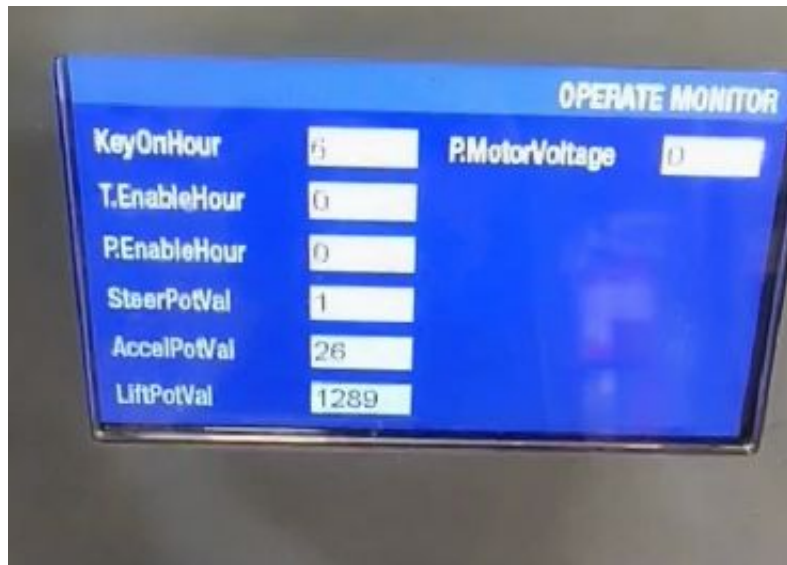 OPERATE MONITOR
KeyOnHour 6 P.MotorVoltage 0
T.EnableHour 0
P.EnableHour 0
SteerPotVal 1
AccelPotVal 26
LiftPotVal 1289